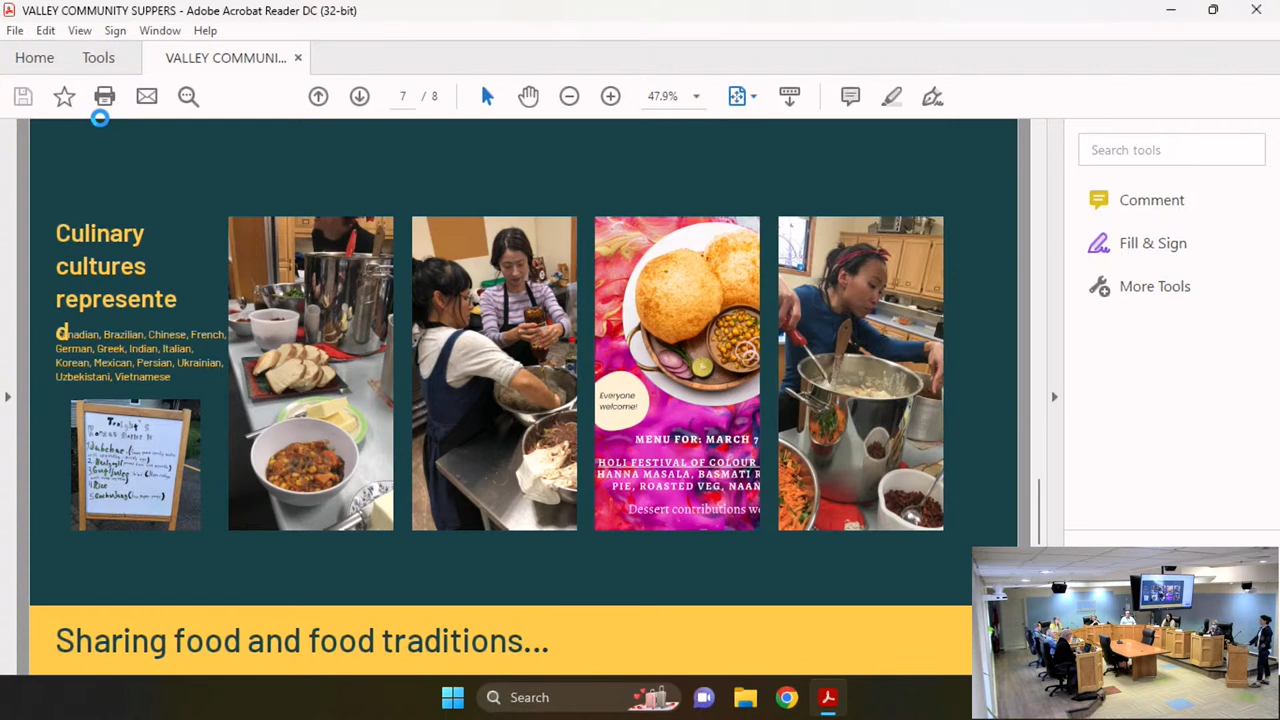 VALLEY COMMUNITY SUPPERS - Adobe Acrobat Reader DC (32-bit)
File Edit View Sign Window Help
Home Tools VALLEY COMMUNI...
7 / 8 47.9%
Search tools
Comment
Fill & Sign
More Tools
Culinary
cultures
represente
d
Canadian, Brazilian, Chinese, French,
German, Greek, Indian, Italian,
Korean, Mexican, Persian, Ukrainian,
Uzbekistani, Vietnamese
Rice
Everyone
welcome!
MENU FOR: MARCH 7
HOLI FESTIVAL OF COLOUR
HANNA MASALA, BASMATI R
PIE, ROASTED VEG, NAAN
Dessert contributions we
Sharing food and food traditions...
Search